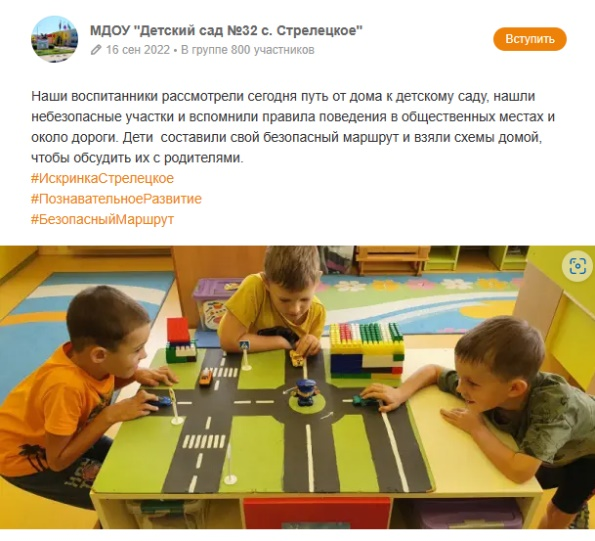 МДОУ "Детский сад №32 с. Стрелецкое"
16 сен 2022 • В группе 800 участников
Вступить
Наши воспитанники рассмотрели сегодня путь от дома к детскому саду, нашли
небезопасные участки и вспомнили правила поведения в общественных местах и
около дороги. Дети  составили свой безопасный маршрут и взяли схемы домой,
чтобы обсудить их с родителями.
#ИскринкаСтрелецкое
#ПознавательноеРазвитие
#БезопасныйМаршрут